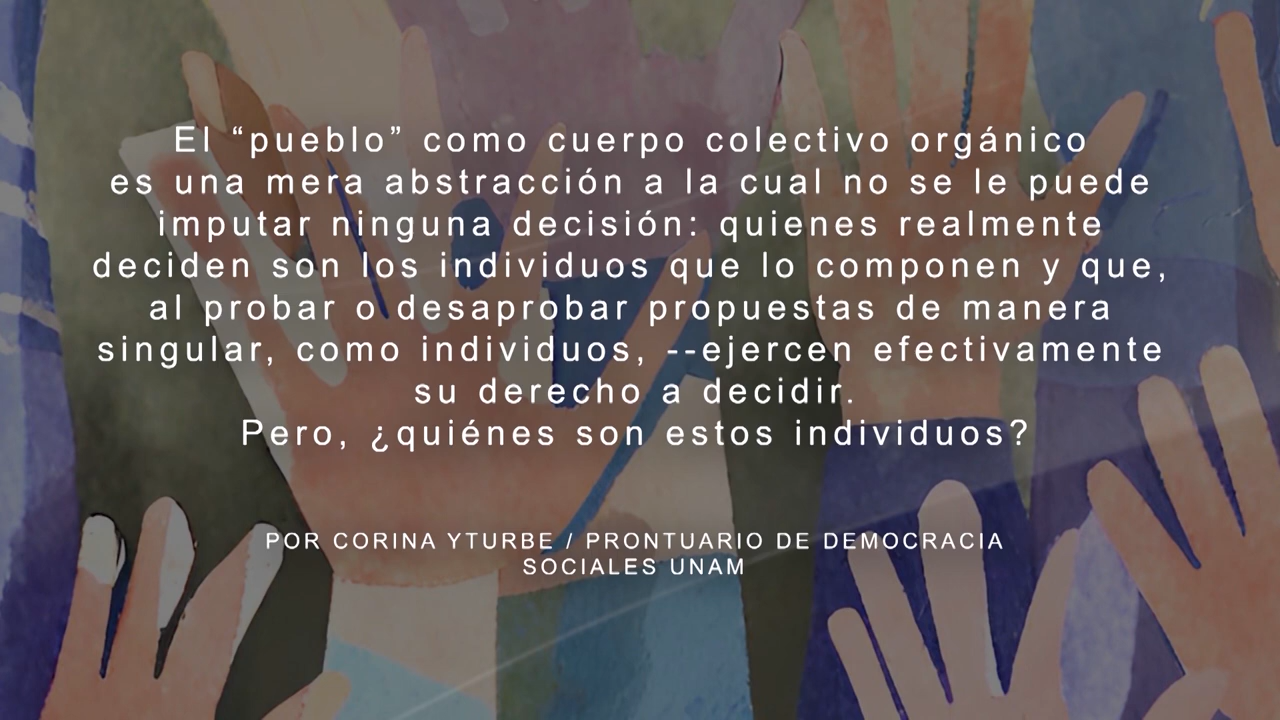 El “pueblo” como cuerpo colectivo orgánico
es una mera abstracción a la cual no se le puede
imputar ninguna decisión: quienes realmente
deciden son los individuos que lo componen y que,
al probar o desaprobar propuestas de manera
singular, como individuos, --ejercen efectivamente
su derecho a decidir.
Pero, ¿quiénes son estos individuos?
POR CORINA YTURBE / PRONTUARIO DE DEMOCRACIA
SOCIALES UNAM